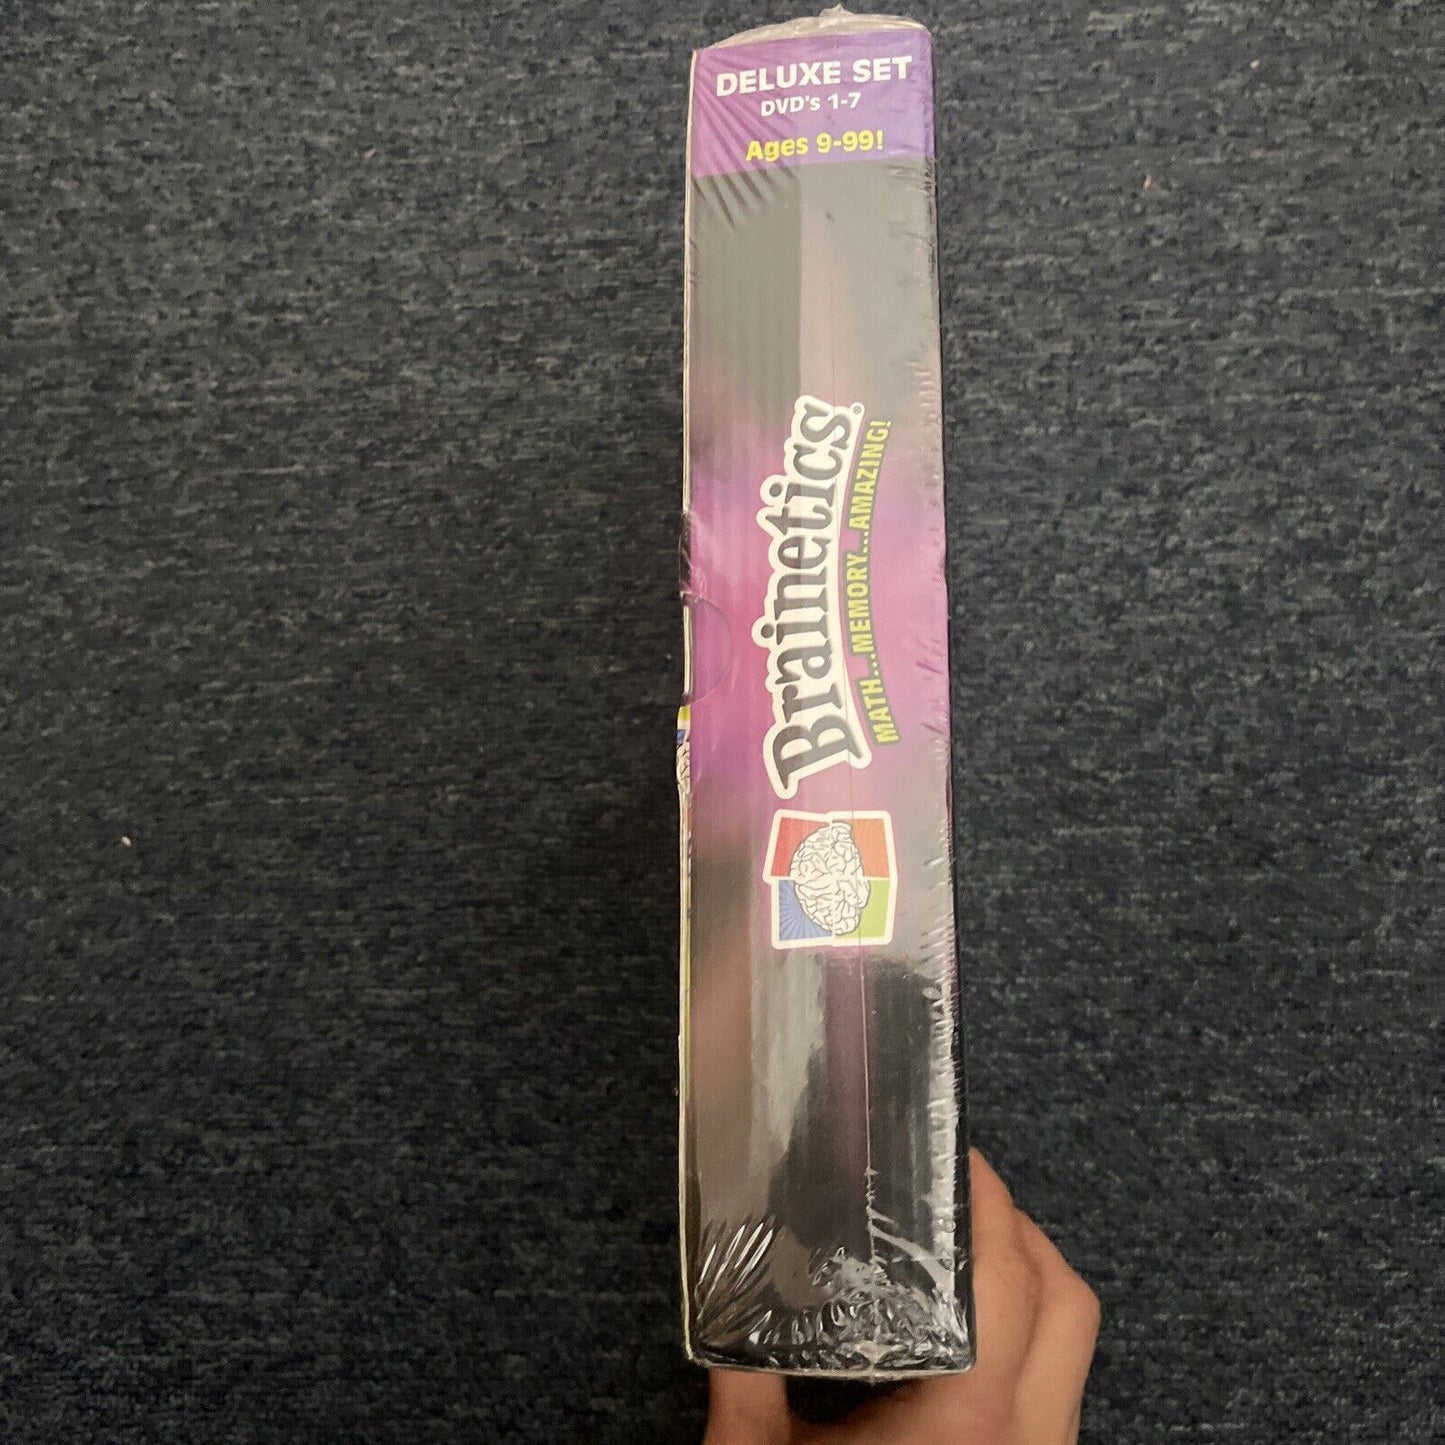 DELUXE SET
DVD's 1-7
Ages 9-99!
Brainetics®
MATH...MEMORY...AMAZING!